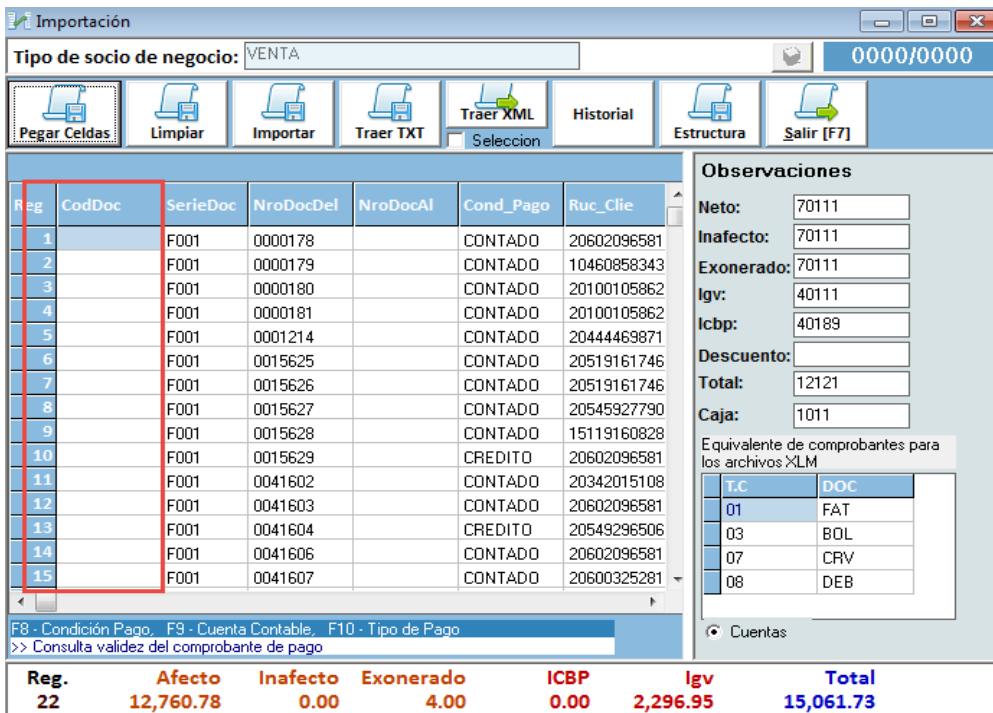 Importación
Tipo de socio de negocio: VENTA 0000/0000
Pegar Celdas Limpiar Importar Traer TXT Traer XML Historial Estructura Salir [F7]
Seleccion
Observaciones
Reg CodDoc SerieDoc NroDocDel NroDocAl Cond_Pago Ruc_Clie
1 F001 0000178 CONTADO 20602096581
2 F001 0000179 CONTADO 10460858343
3 F001 0000180 CONTADO 20100105862
4 F001 0000181 CONTADO 20100105862
5 F001 0001214 CONTADO 20444469871
6 F001 0015625 CONTADO 20519161746
7 F001 0015626 CONTADO 20519161746
8 F001 0015627 CONTADO 20545927790
9 F001 0015628 CONTADO 15119160828
10 F001 0015629 CREDITO 20602096581
11 F001 0041602 CONTADO 20342015108
12 F001 0041603 CONTADO 20602096581
13 F001 0041604 CREDITO 20549296506
14 F001 0041606 CONTADO 20602096581
15 F001 0041607 CONTADO 20600325281
Neto: 70111
Inafecto: 70111
Exonerado: 70111
Igv: 40111
Icbp: 40189
Descuento:
Total: 12121
Caja: 1011
Equivalente de comprobantes para
los archivos XLM
T.C DOC
01 FAT
03 BOL
07 CRV
08 DEB
Cuentas
F8 - Condición Pago, F9 - Cuenta Contable, F10 - Tipo de Pago
>> Consulta validez del comprobante de pago
Reg. Afecto Inafecto Exonerado ICBP Igv Total
22 12,760.78 0.00 4.00 0.00 2,296.95 15,061.73